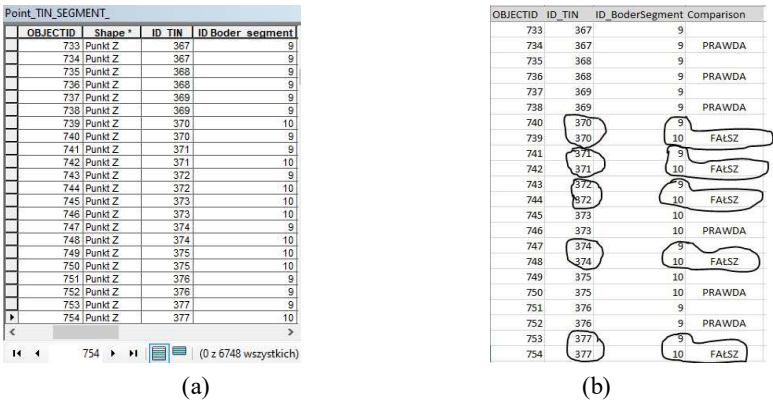 Point_TIN_SEGMENT_
OBJECTID Shape * ID_TIN ID Boder_segment
733 Punkt Z 367 9
734 Punkt Z 367 9
735 Punkt Z 368 9
736 Punkt Z 368 9
737 Punkt Z 369 9
738 Punkt Z 369 9
739 Punkt Z 370 10
740 Punkt Z 370 9
741 Punkt Z 371 9
742 Punkt Z 371 10
743 Punkt Z 372 9
744 Punkt Z 372 10
745 Punkt Z 373 10
746 Punkt Z 373 10
747 Punkt Z 374 9
748 Punkt Z 374 10
749 Punkt Z 375 10
750 Punkt Z 375 10
751 Punkt Z 376 9
752 Punkt Z 376 9
753 Punkt Z 377 9
754 Punkt Z 377 10
754 (0 z 6748 wszystkich)
(a)
OBJECTID ID_TIN ID_BoderSegment Comparison
733 367 9
734 367 9 PRAWDA
735 368 9
736 368 9 PRAWDA
737 369 9
738 369 9 PRAWDA
740 370 9
739 370 10 FAŁSZ
741 371 9
742 371 10 FAŁSZ
743 372 9
744 372 10 FAŁSZ
745 373 10
746 373 10 PRAWDA
747 374 9
748 374 10 FAŁSZ
749 375 10
750 375 10 PRAWDA
751 376 9
752 376 9 PRAWDA
753 377 9
754 377 10 FAŁSZ
(b)